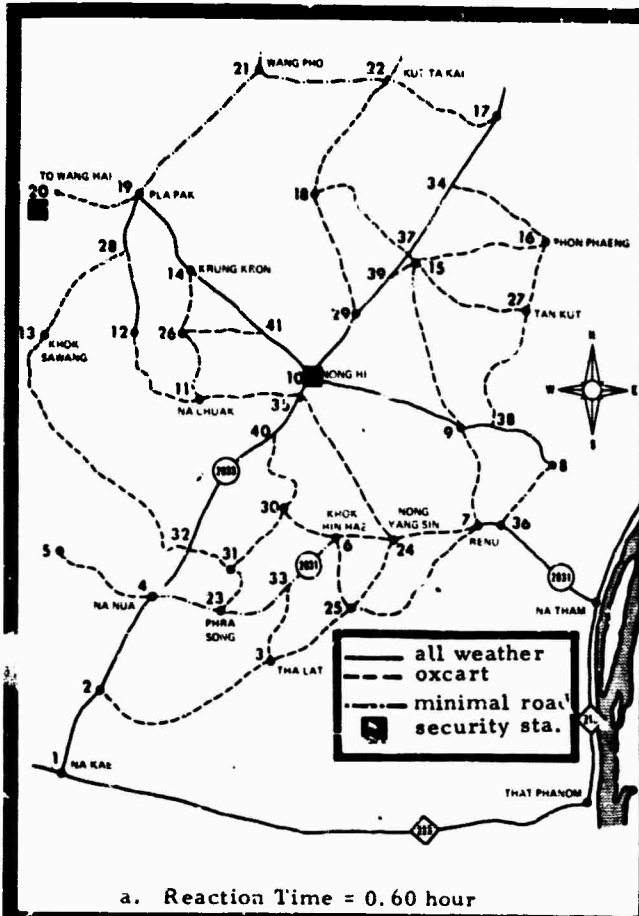 21 WANG PHO 22 KUT TA KAI
17
TO WANG HAI
20 19 PLA PAK
18
34
28
37
16 PHON PHAENG
14 KRUNG KRON
39 15
29
27
TAN KUT
13 12 26 41
KHOK
SAWANG
N
W E
S
10 NONG HI
11
NA CHUAK
35
40
9 38
8
2033
30
KHOK
HIN HAE
NONG
YANG SIN
7 36
RENU
32
5
31
6 24
2031
33
2031
4
NA NUA
23
PHRA
SONG
25
NA THAM
3
THA LAT
2
all weather
oxcart
minimal road
security sta.
1 NA KAE
THAT PHANOM
a. Reaction Time = 0.60 hour